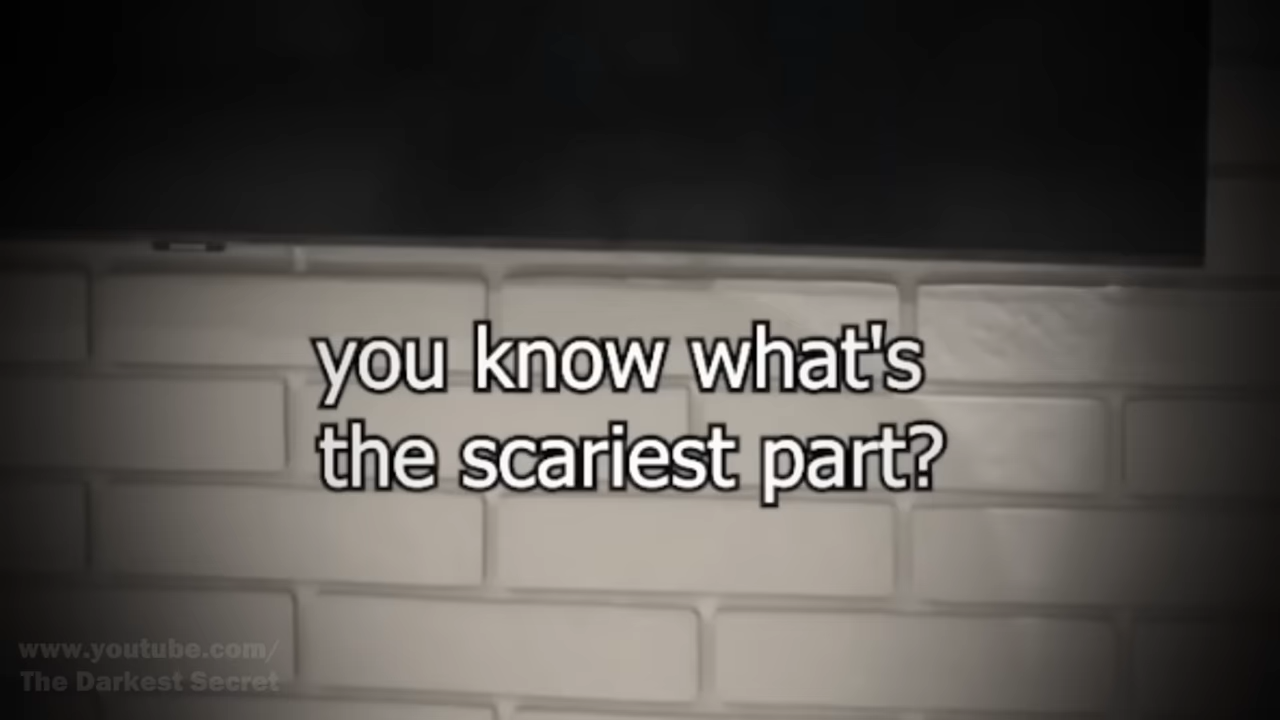 you know what's
the scariest part?
www.youtube.com/
The Darkest Secret